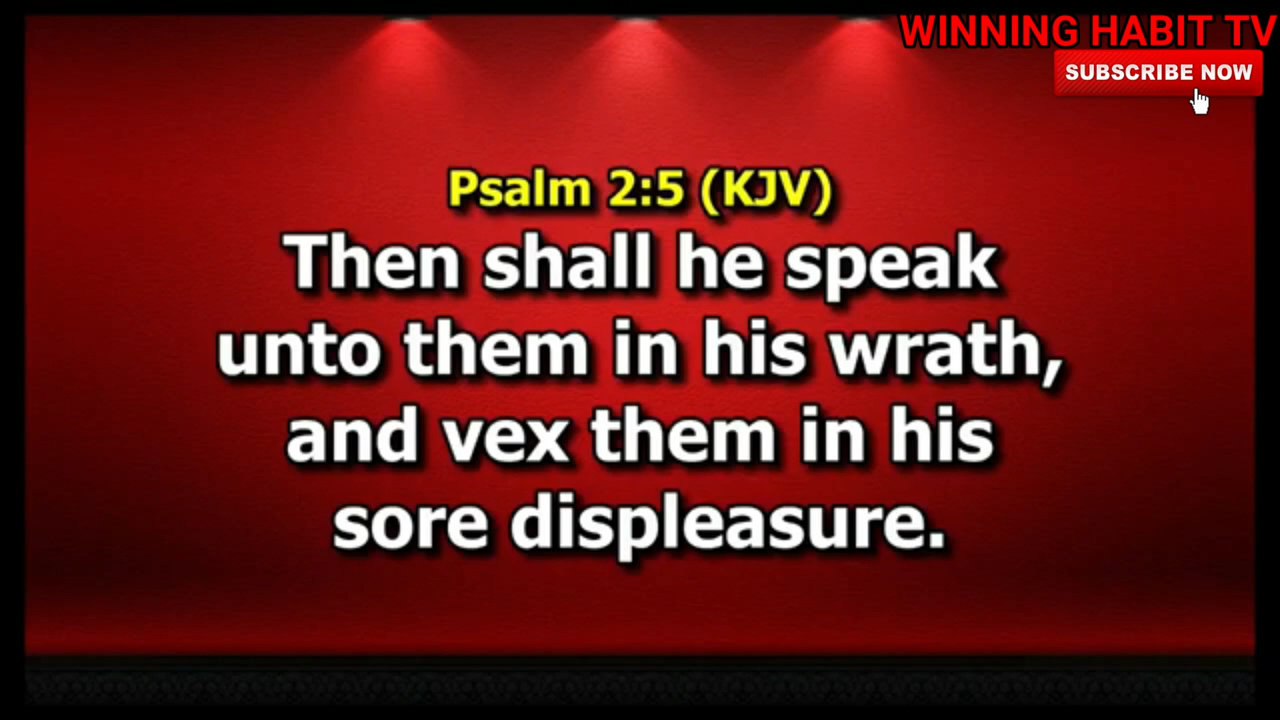 WINNING HABIT TV
SUBSCRIBE NOW
Psalm 2:5 (KJV)
Then shall he speak
unto them in his wrath,
and vex them in his
sore displeasure.